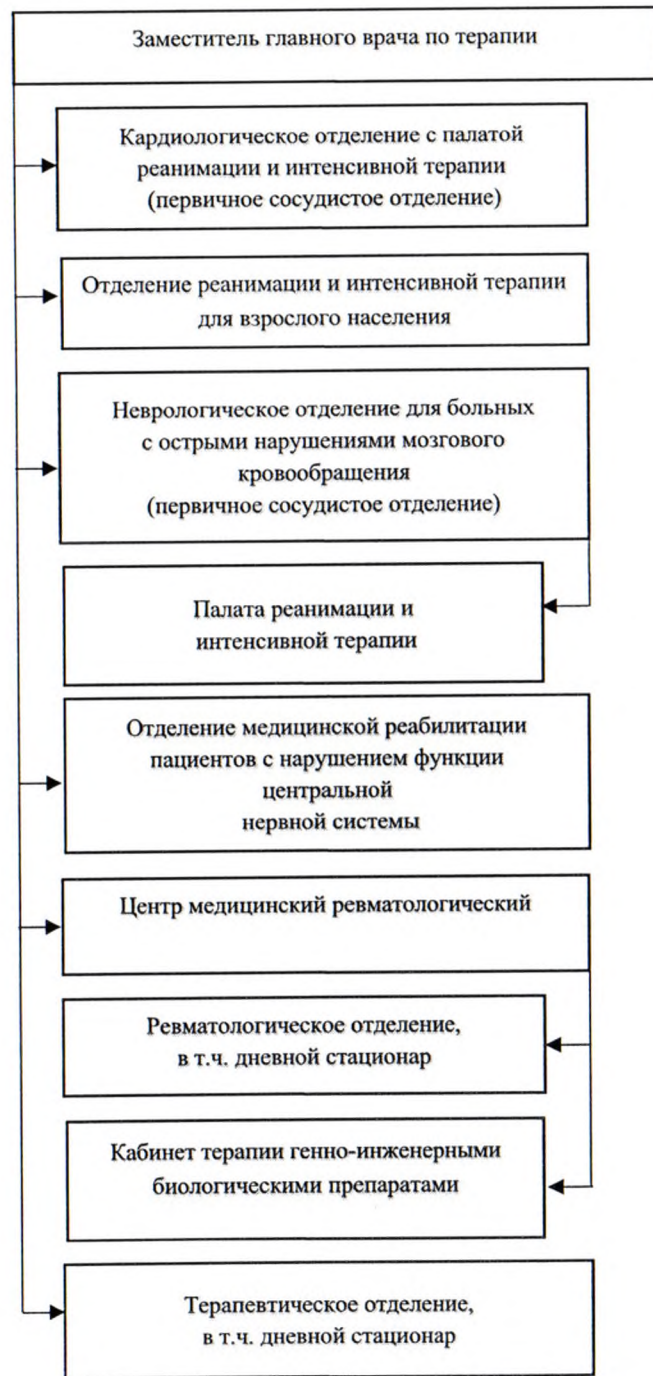 Заместитель главного врача по терапии
Кардиологическое отделение с палатой
реанимации и интенсивной терапии
(первичное сосудистое отделение)
Отделение реанимации и интенсивной терапии
для взрослого населения
Неврологическое отделение для больных
с острыми нарушениями мозгового
кровообращения
(первичное сосудистое отделение)
Палата реанимации и
интенсивной терапии
Отделение медицинской реабилитации
пациентов с нарушением функции
центральной
нервной системы
Центр медицинский ревматологический
Ревматологическое отделение,
в т.ч. дневной стационар
Кабинет терапии генно-инженерными
биологическими препаратами
Терапевтическое отделение,
в т.ч. дневной стационар